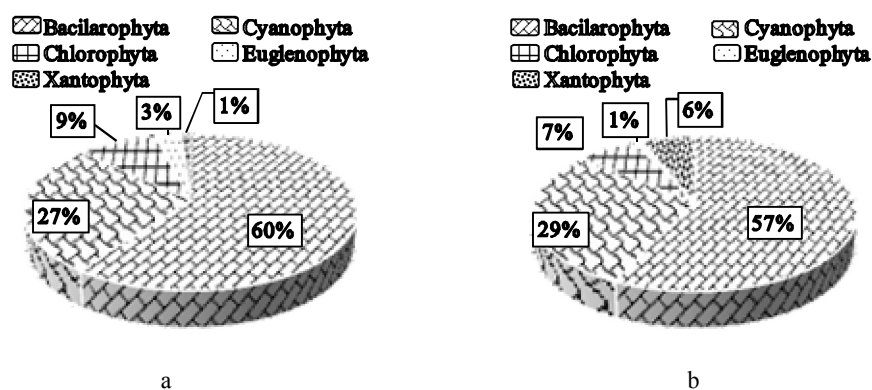 Bacilarophyta Cyanophyta
Chlorophyta Euglenophyta
Xantophyta
9% 3% 1%
27%
60%
a
Bacilarophyta Cyanophyta
Chlorophyta Euglenophyta
Xantophyta
7% 1% 6%
29% 57%
b